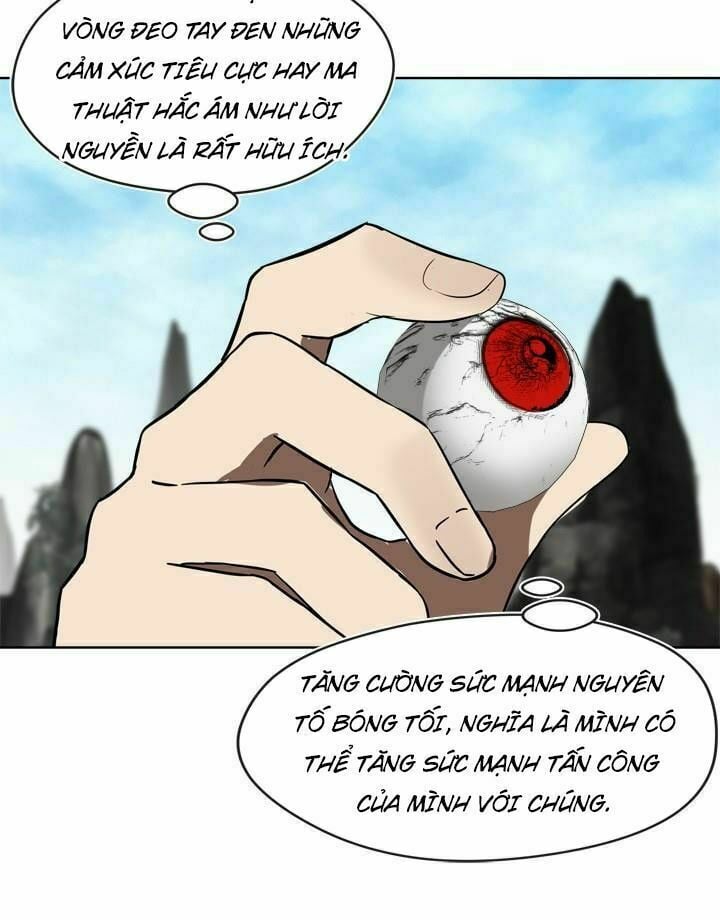 VÒNG ĐEO TAY ĐEN NHỮNG
CẢM XÚC TIÊU CỰC HAY MA
THUẬT HẮC ÁM NHƯ LỜI
NGUYỀN LÀ RẤT HỮU ÍCH.
TĂNG CƯỜNG SỨC MẠNH NGUYÊN
TỐ BÓNG TỐI, NGHĨA LÀ MÌNH CÓ
THỂ TĂNG SỨC MẠNH TẤN CÔNG
CỦA MÌNH VỚI CHÚNG.